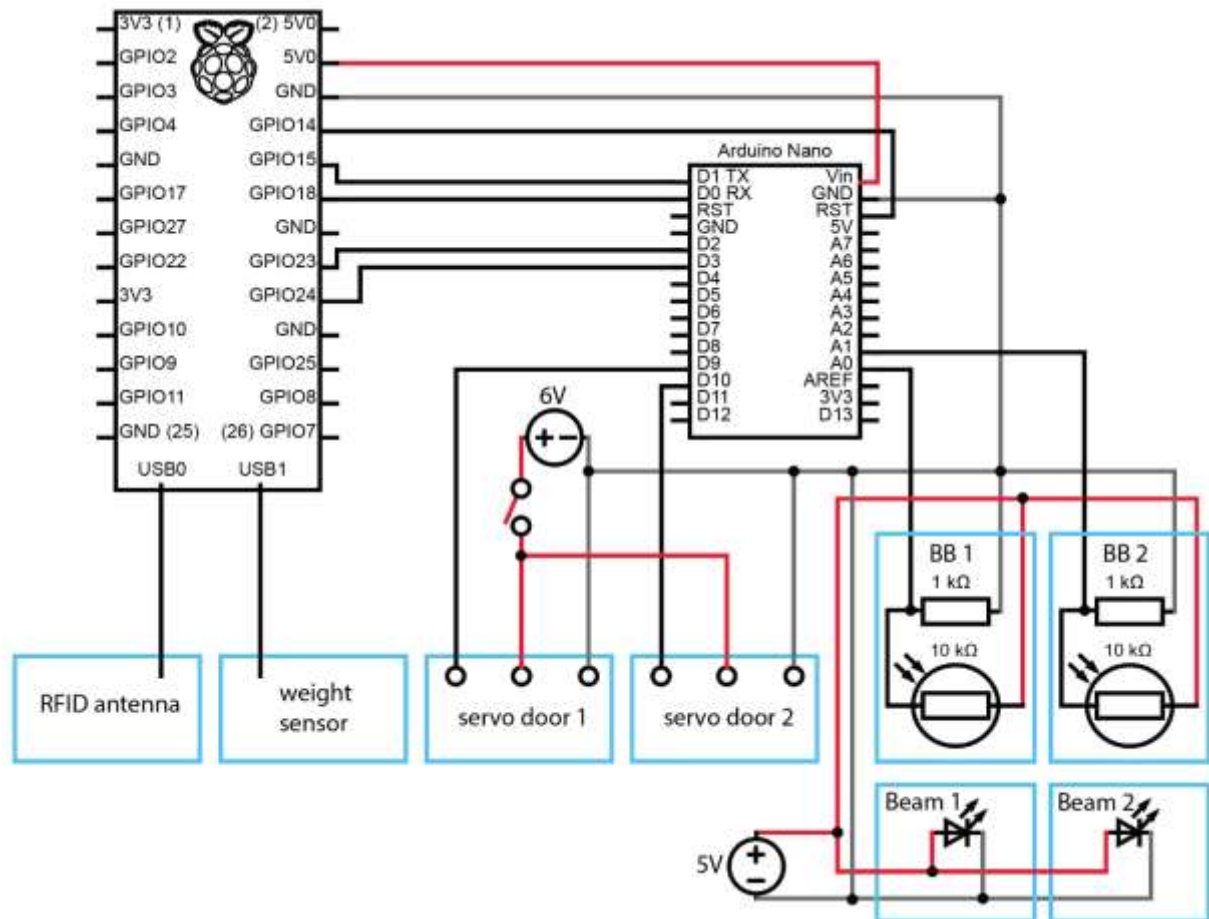 3V3 (1) (2) 5V0
GPIO2 5V0
GPIO3 GND
GPIO4 GPIO14
GND GPIO15
GPIO17 GPIO18
GPIO27 GND
GPIO22 GPIO23
3V3 GPIO24
GPIO10 GND
GPIO9 GPIO25
GPIO11 GPIO8
GND (25) (26) GPIO7
USB0 USB1
Arduino Nano
D1 TX Vin
D0 RX GND
RST RST
GND 5V
D2 A7
D3 A6
D4 A5
D5 A4
D6 A3
D7 A2
D8 A1
D9 A0
D10 AREF
D11 3V3
D12 D13
6V
+ −
RFID antenna
weight
sensor
servo door 1
servo door 2
BB 1
1 kΩ
10 kΩ
BB 2
1 kΩ
10 kΩ
Beam 1
Beam 2
5V
+
−